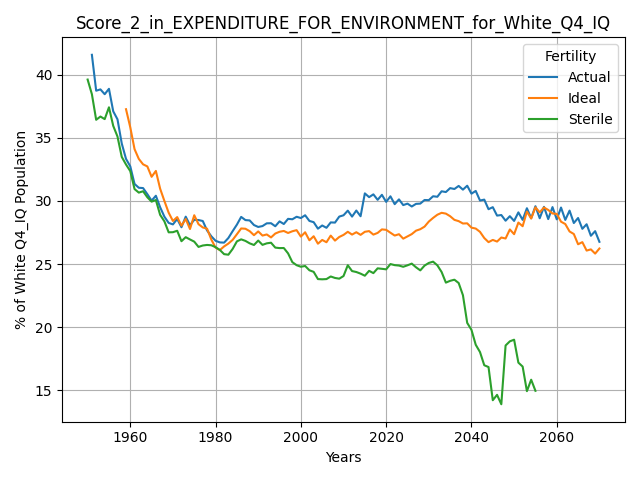 Score_2_in_EXPENDITURE_FOR_ENVIRONMENT_for_White_Q4_IQ
% of White Q4_IQ Population
40
35
30
25
20
15
Fertility
Actual
Ideal
Sterile
1960 1980 2000 2020 2040 2060
Years